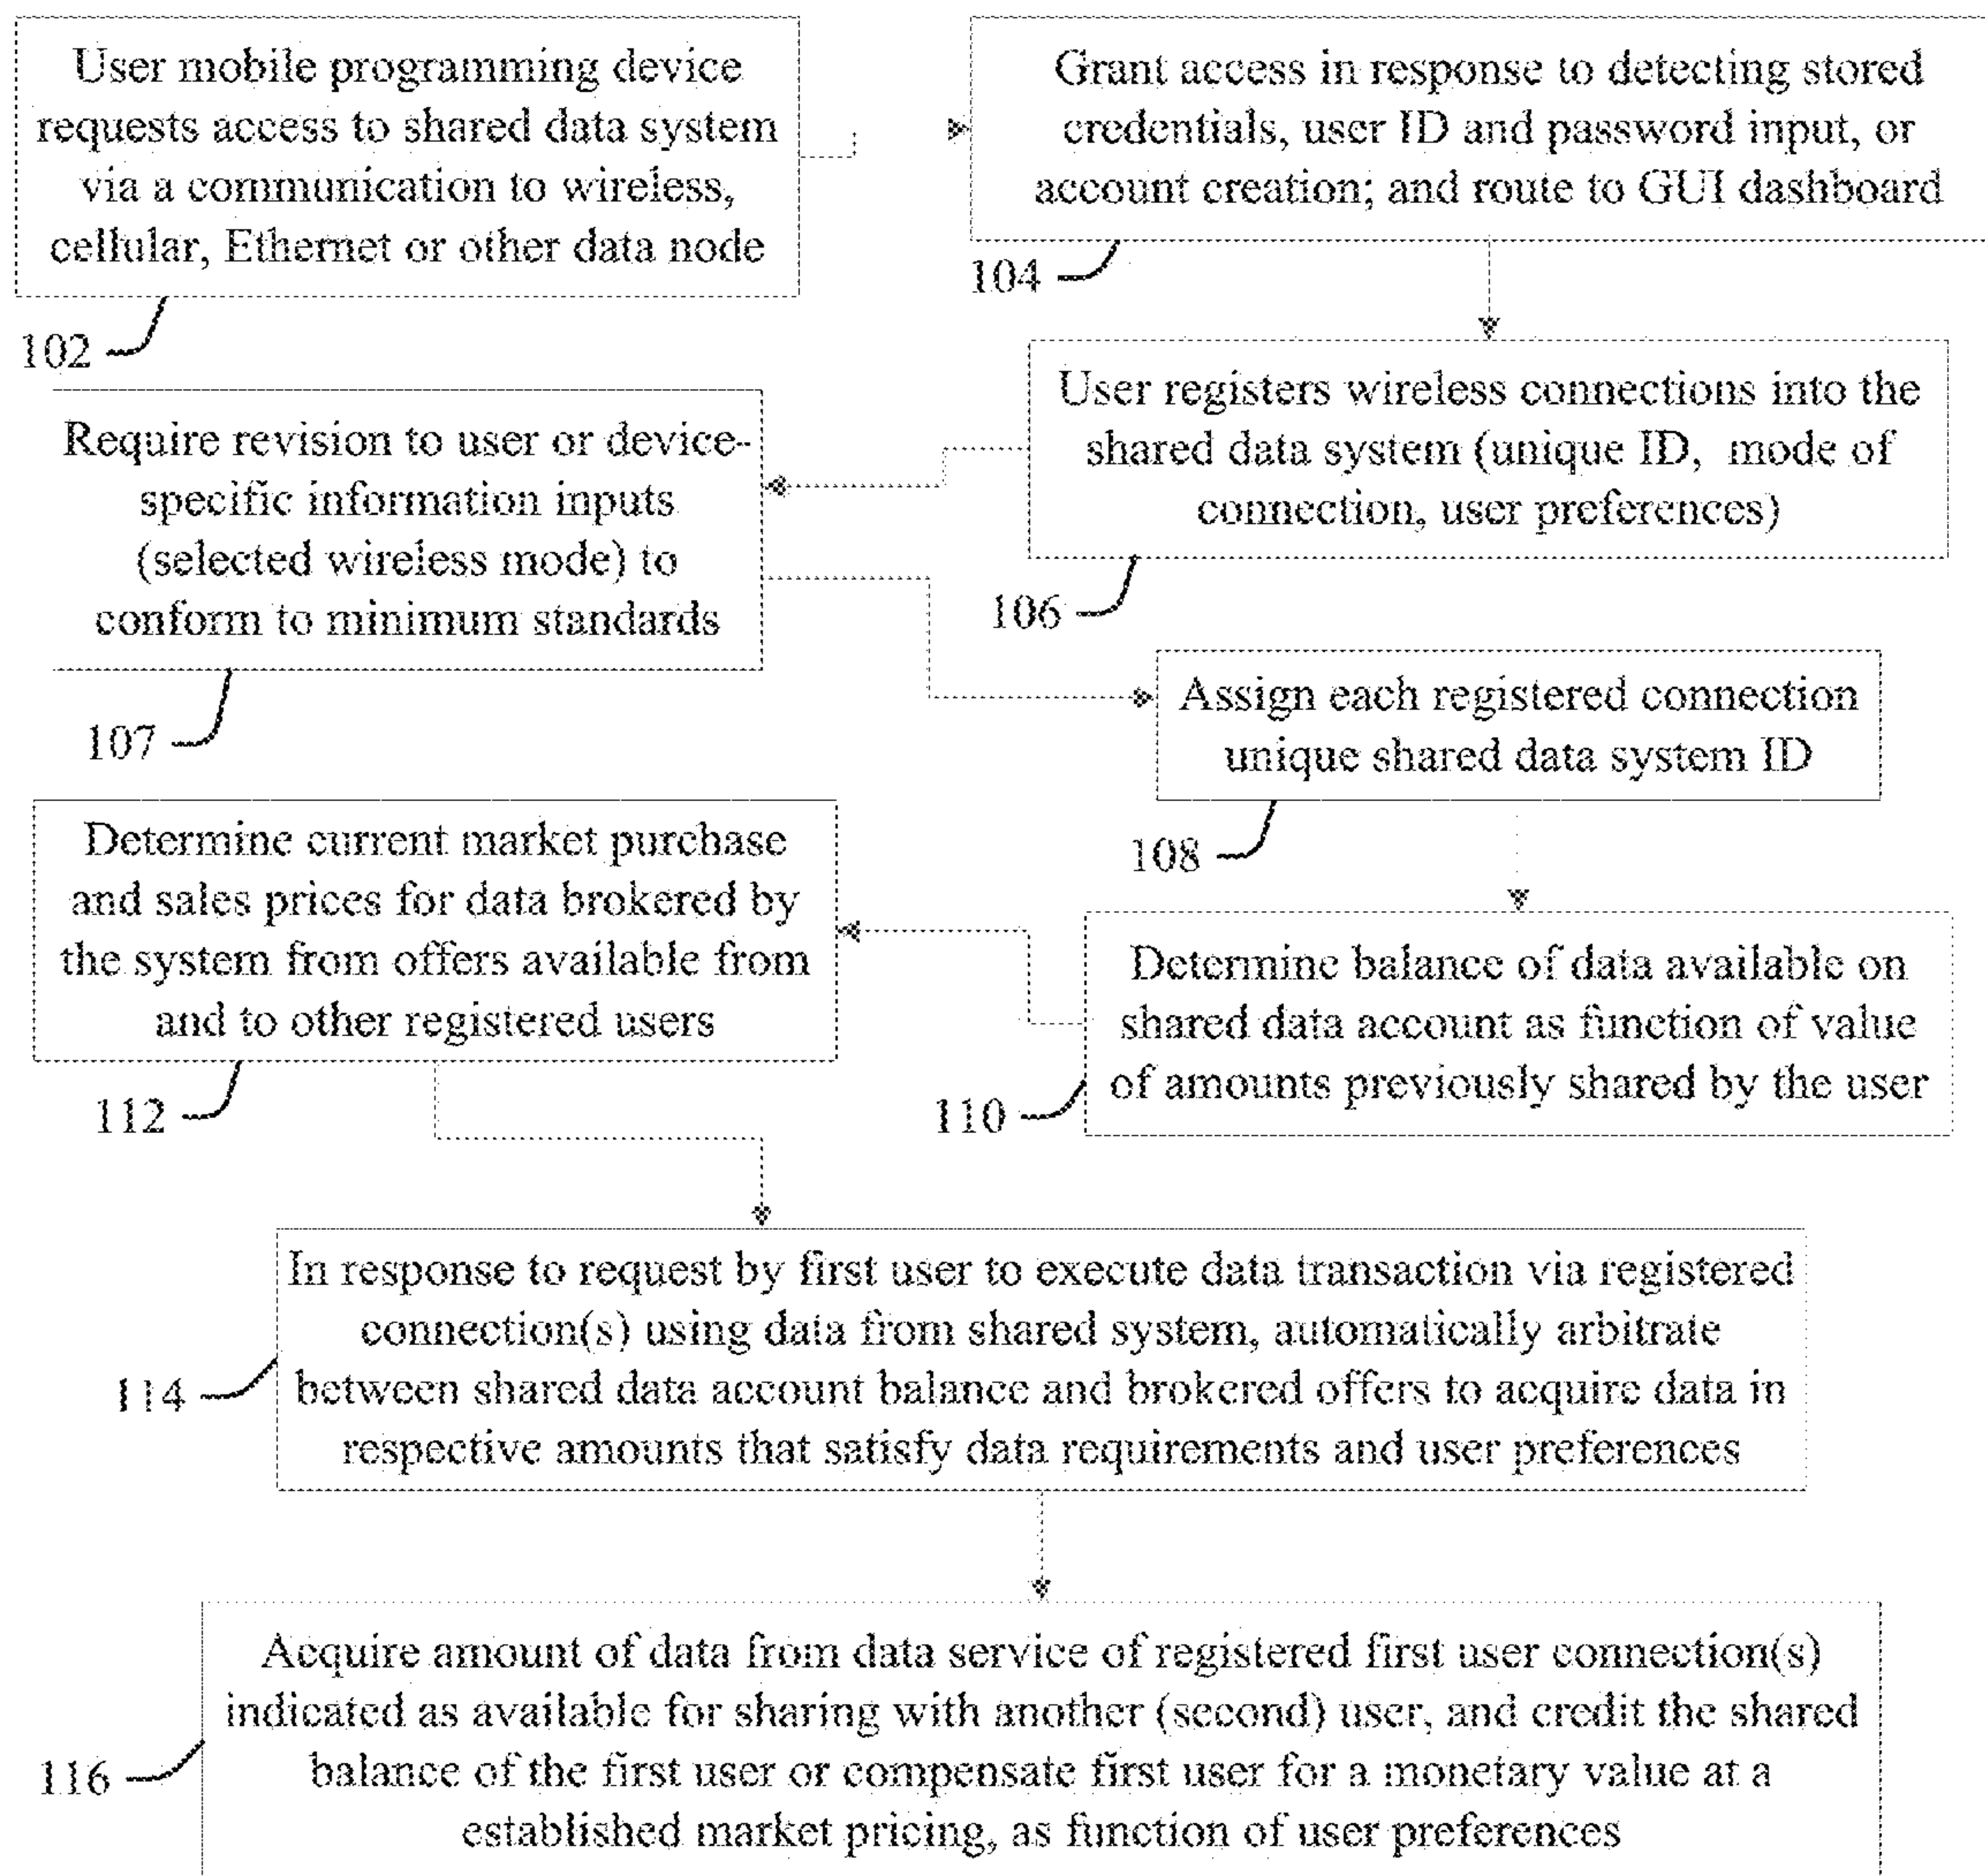 User mobile programming device
requests access to shared data system
via a communication to wireless,
cellular, Ethernet or other data node
102
Grant access in response to detecting stored
credentials, user ID and password input, or
account creation; and route to GUI dashboard
104
User registers wireless connections into the
shared data system (unique ID, mode of
connection, user preferences)
106
Require revision to user or device-
specific information inputs
(selected wireless mode) to
conform to minimum standards
107
Assign each registered connection
unique shared data system ID
108
Determine balance of data available on
shared data account as function of value
of amounts previously shared by the user
110
Determine current market purchase
and sales prices for data brokered by
the system from offers available from
and to other registered users
112
In response to request by first user to execute data transaction via registered
connection(s) using data from shared system, automatically arbitrate
between shared data account balance and brokered offers to acquire data in
respective amounts that satisfy data requirements and user preferences
114
Acquire amount of data from data service of registered first user connection(s)
indicated as available for sharing with another (second) user, and credit the shared
balance of the first user or compensate first user for a monetary value at a
established market pricing, as function of user preferences
116